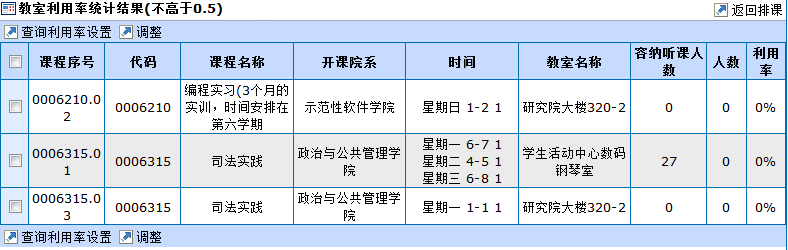 教室利用率统计结果(不高于0.5) 返回排课
查询利用率设置 调整
课程序号 代码 课程名称 开课院系 时间 教室名称 容纳听课人数 人数 利用率
0006210.02 0006210 编程实习(3个月的实训，时间安排在第六学期 示范性软件学院 星期日 1-2 1 研究院大楼320-2 0 0 0%
0006315.01 0006315 司法实践 政治与公共管理学院 星期一 6-7 1 星期二 4-5 1 星期三 6-8 1 学生活动中心数码钢琴室 27 0 0%
0006315.03 0006315 司法实践 政治与公共管理学院 星期一 1-1 1 研究院大楼320-2 0 0 0%
查询利用率设置 调整